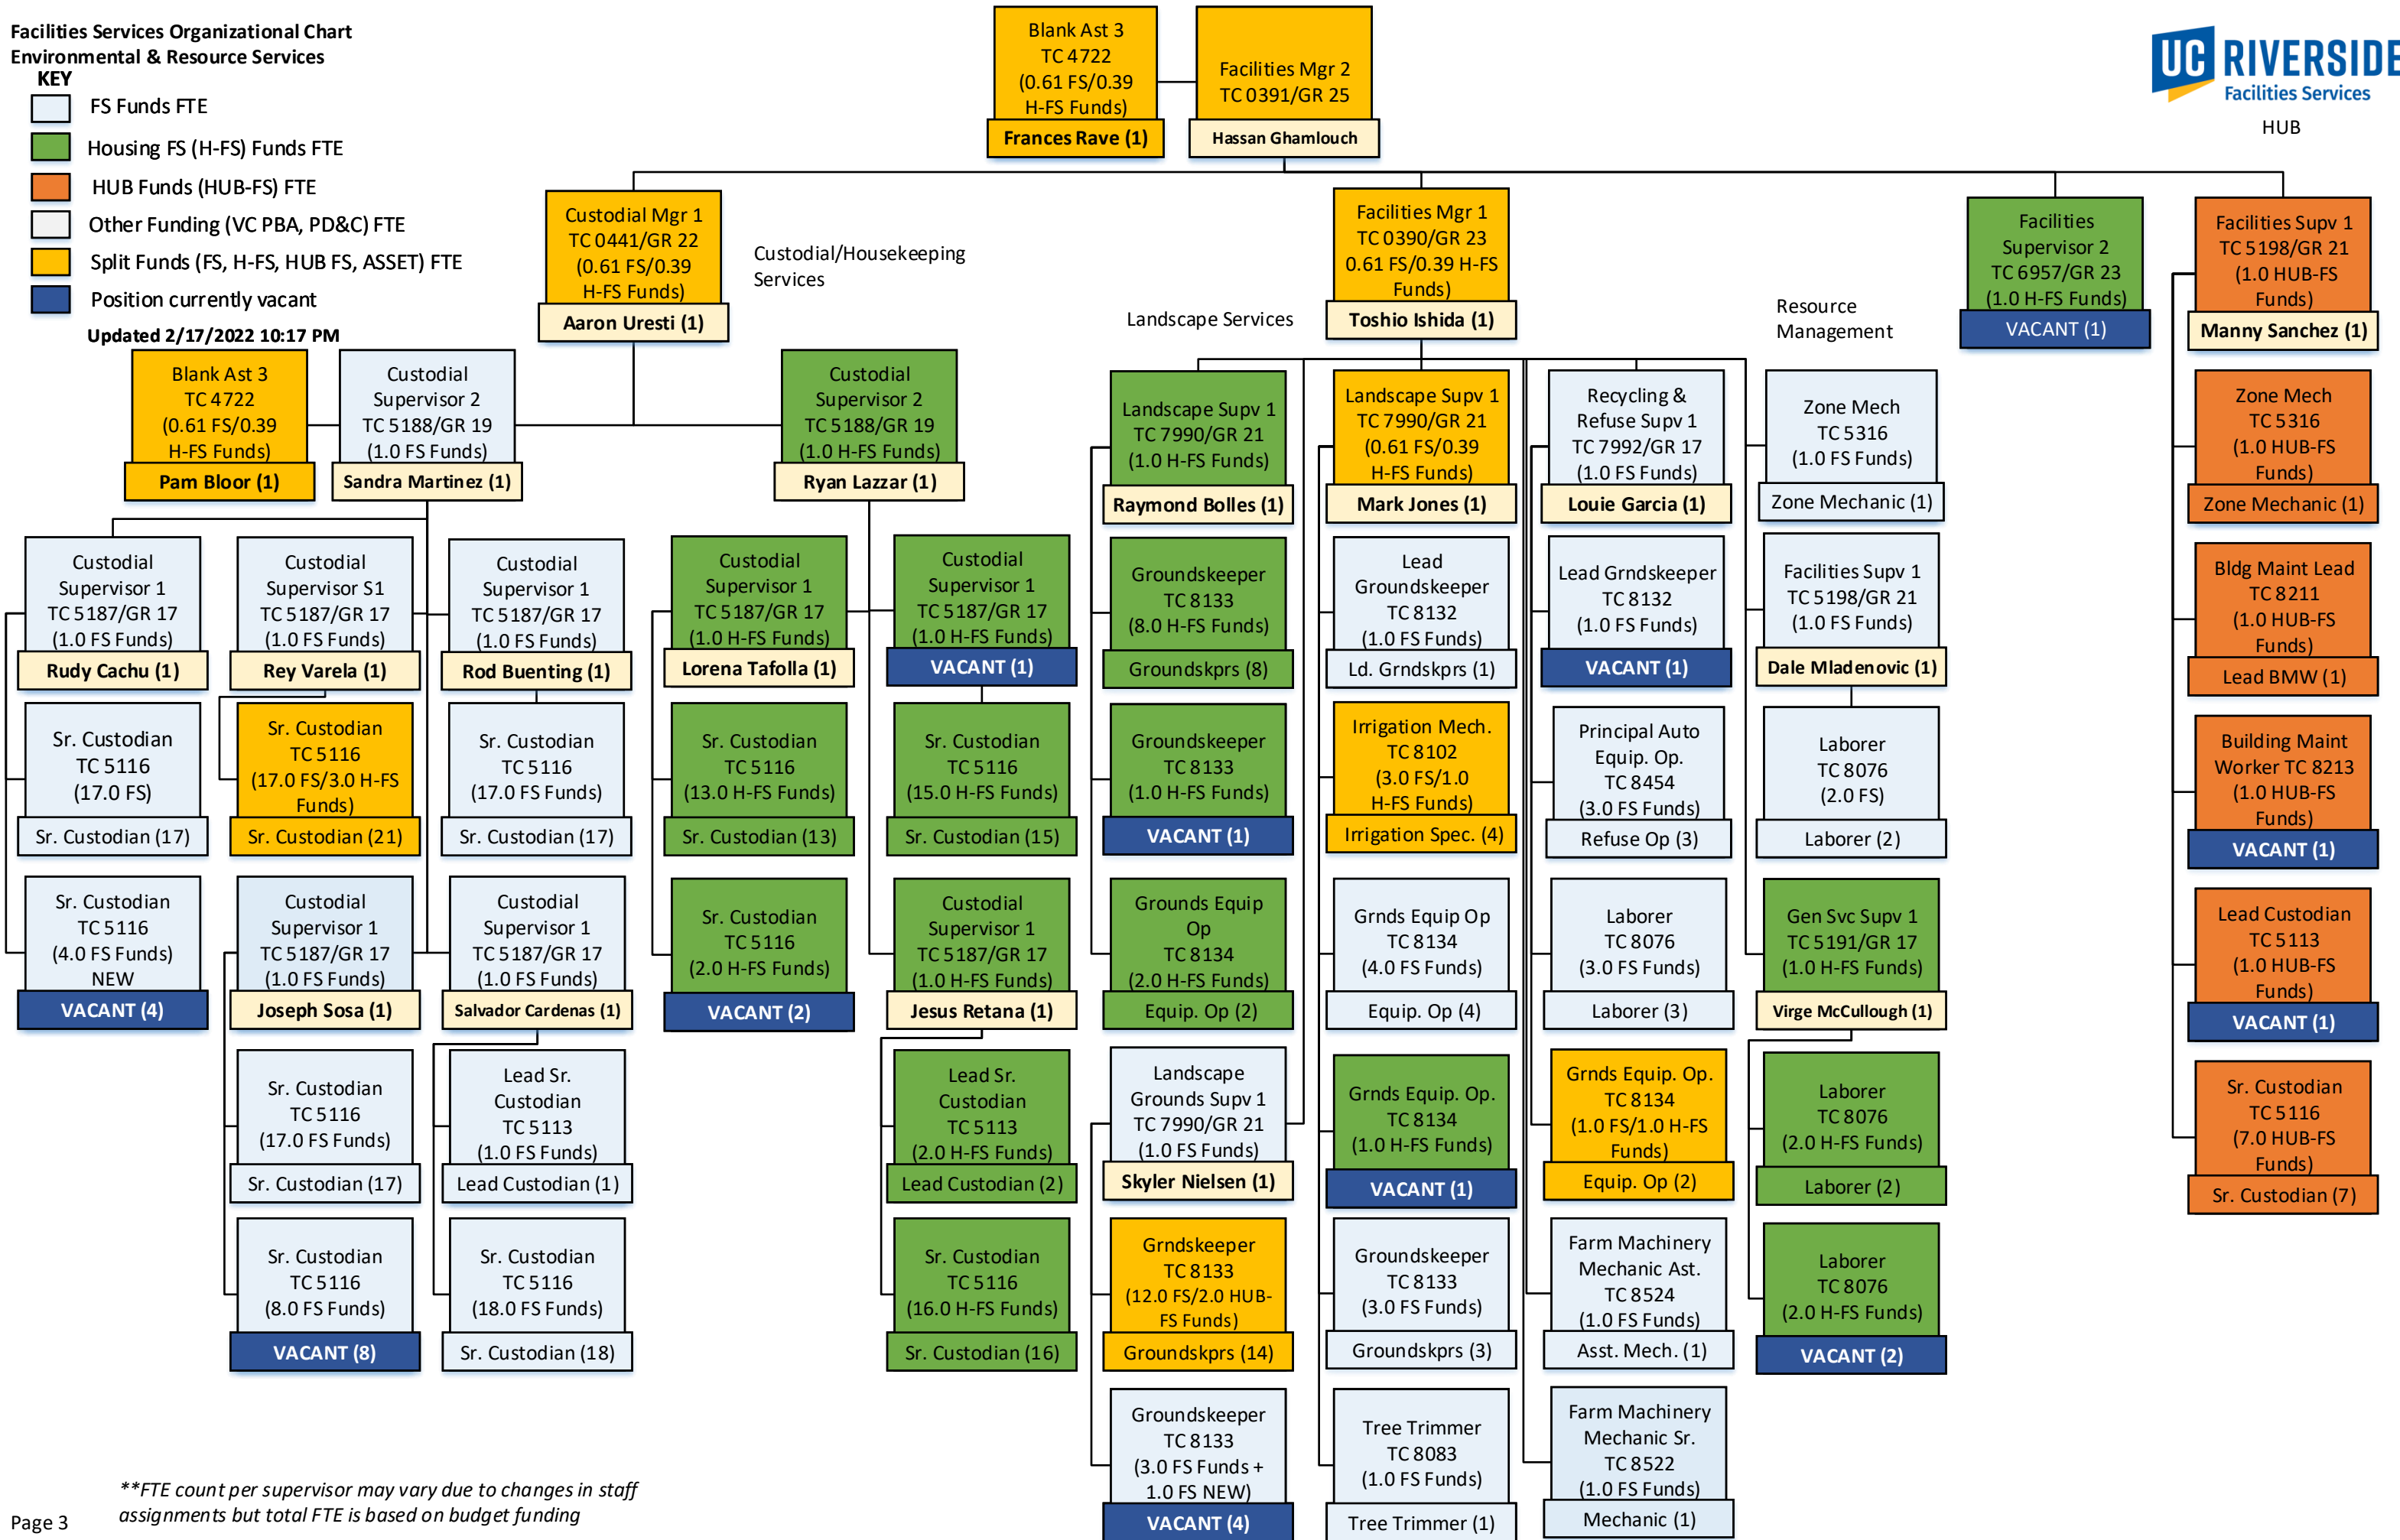 Facilities Services Organizational Chart
Environmental & Resource Services
KEY
FS Funds FTE
Housing FS (H-FS) Funds FTE
HUB Funds (HUB-FS) FTE
Other Funding (VC PBA, PD&C) FTE
Split Funds (FS, H-FS, HUB FS, ASSET) FTE
Position currently vacant
Updated 2/17/2022 10:17 PM
Blank Ast 3
TC 4722
(0.61 FS/0.39
H-FS Funds)
Frances Rave (1)
Facilities Mgr 2
TC 0391/GR 25
Hassan Ghamlouch
UC RIVERSIDE
Facilities Services
HUB
Custodial Mgr 1
TC 0441/GR 22
(0.61 FS/0.39
H-FS Funds)
Aaron Uresti (1)
Custodial/Housekeeping
Services
Landscape Services
Facilities Mgr 1
TC 0390/GR 23
0.61 FS/0.39 H-FS
Funds)
Toshio Ishida (1)
Resource
Management
Facilities
Supervisor 2
TC 6957/GR 23
(1.0 H-FS Funds)
VACANT (1)
Facilities Supv 1
TC 5198/GR 21
(1.0 HUB-FS
Funds)
Manny Sanchez (1)
Blank Ast 3
TC 4722
(0.61 FS/0.39
H-FS Funds)
Pam Bloor (1)
Custodial
Supervisor 2
TC 5188/GR 19
(1.0 FS Funds)
Sandra Martinez (1)
Custodial
Supervisor 2
TC 5188/GR 19
(1.0 H-FS Funds)
Ryan Lazzar (1)
Landscape Supv 1
TC 7990/GR 21
(1.0 H-FS Funds)
Raymond Bolles (1)
Landscape Supv 1
TC 7990/GR 21
(0.61 FS/0.39
H-FS Funds)
Mark Jones (1)
Recycling &
Refuse Supv 1
TC 7992/GR 17
(1.0 FS Funds)
Louie Garcia (1)
Zone Mech
TC 5316
(1.0 FS Funds)
Zone Mechanic (1)
Zone Mech
TC 5316
(1.0 HUB-FS
Funds)
Zone Mechanic (1)
Custodial
Supervisor 1
TC 5187/GR 17
(1.0 FS Funds)
Rudy Cachu (1)
Custodial
Supervisor S1
TC 5187/GR 17
(1.0 FS Funds)
Rey Varela (1)
Custodial
Supervisor 1
TC 5187/GR 17
(1.0 FS Funds)
Rod Buenting (1)
Custodial
Supervisor 1
TC 5187/GR 17
(1.0 H-FS Funds)
Lorena Tafolla (1)
Custodial
Supervisor 1
TC 5187/GR 17
(1.0 H-FS Funds)
VACANT (1)
Groundskeeper
TC 8133
(8.0 H-FS Funds)
Groundskprs (8)
Lead
Groundskeeper
TC 8132
(1.0 FS Funds)
Ld. Grndskprs (1)
Lead Grndskeeper
TC 8132
(1.0 FS Funds)
VACANT (1)
Facilities Supv 1
TC 5198/GR 21
(1.0 FS Funds)
Dale Mladenovic (1)
Bldg Maint Lead
TC 8211
(1.0 HUB-FS
Funds)
Lead BMW (1)
Sr. Custodian
TC 5116
(17.0 FS)
Sr. Custodian (17)
Sr. Custodian
TC 5116
(17.0 FS/3.0 H-FS
Funds)
Sr. Custodian (21)
Sr. Custodian
TC 5116
(17.0 FS Funds)
Sr. Custodian (17)
Sr. Custodian
TC 5116
(13.0 H-FS Funds)
Sr. Custodian (13)
Sr. Custodian
TC 5116
(15.0 H-FS Funds)
Sr. Custodian (15)
Groundskeeper
TC 8133
(1.0 H-FS Funds)
VACANT (1)
Irrigation Mech.
TC 8102
(3.0 FS/1.0
H-FS Funds)
Irrigation Spec. (4)
Principal Auto
Equip. Op.
TC 8454
(3.0 FS Funds)
Refuse Op (3)
Laborer
TC 8076
(2.0 FS)
Laborer (2)
Building Maint
Worker TC 8213
(1.0 HUB-FS
Funds)
VACANT (1)
Sr. Custodian
TC 5116
(4.0 FS Funds)
NEW
VACANT (4)
Custodial
Supervisor 1
TC 5187/GR 17
(1.0 FS Funds)
Joseph Sosa (1)
Custodial
Supervisor 1
TC 5187/GR 17
(1.0 FS Funds)
Salvador Cardenas (1)
Sr. Custodian
TC 5116
(2.0 H-FS Funds)
VACANT (2)
Custodial
Supervisor 1
TC 5187/GR 17
(1.0 H-FS Funds)
Jesus Retana (1)
Grounds Equip
Op
TC 8134
(2.0 H-FS Funds)
Equip. Op (2)
Grnds Equip Op
TC 8134
(4.0 FS Funds)
Equip. Op (4)
Laborer
TC 8076
(3.0 FS Funds)
Laborer (3)
Gen Svc Supv 1
TC 5191/GR 17
(1.0 H-FS Funds)
Virge McCullough (1)
Lead Custodian
TC 5113
(1.0 HUB-FS
Funds)
VACANT (1)
Sr. Custodian
TC 5116
(17.0 FS Funds)
Sr. Custodian (17)
Lead Sr.
Custodian
TC 5113
(1.0 FS Funds)
Lead Custodian (1)
Lead Sr.
Custodian
TC 5113
(2.0 H-FS Funds)
Lead Custodian (2)
Landscape
Grounds Supv 1
TC 7990/GR 21
(1.0 FS Funds)
Skyler Nielsen (1)
Grnds Equip. Op.
TC 8134
(1.0 H-FS Funds)
VACANT (1)
Grnds Equip. Op.
TC 8134
(1.0 FS/1.0 H-FS
Funds)
Equip. Op (2)
Laborer
TC 8076
(2.0 H-FS Funds)
Laborer (2)
Sr. Custodian
TC 5116
(7.0 HUB-FS
Funds)
Sr. Custodian (7)
Sr. Custodian
TC 5116
(8.0 FS Funds)
VACANT (8)
Sr. Custodian
TC 5116
(18.0 FS Funds)
Sr. Custodian (18)
Sr. Custodian
TC 5116
(16.0 H-FS Funds)
Sr. Custodian (16)
Grndskeeper
TC 8133
(12.0 FS/2.0 HUB-
FS Funds)
Groundskprs (14)
Groundskeeper
TC 8133
(3.0 FS Funds)
Groundskprs (3)
Farm Machinery
Mechanic Ast.
TC 8524
(1.0 FS Funds)
Asst. Mech. (1)
Laborer
TC 8076
(2.0 H-FS Funds)
VACANT (2)
Groundskeeper
TC 8133
(3.0 FS Funds +
1.0 FS NEW)
VACANT (4)
Tree Trimmer
TC 8083
(1.0 FS Funds)
Tree Trimmer (1)
Farm Machinery
Mechanic Sr.
TC 8522
(1.0 FS Funds)
Mechanic (1)
**FTE count per supervisor may vary due to changes in staff
assignments but total FTE is based on budget funding
Page 3